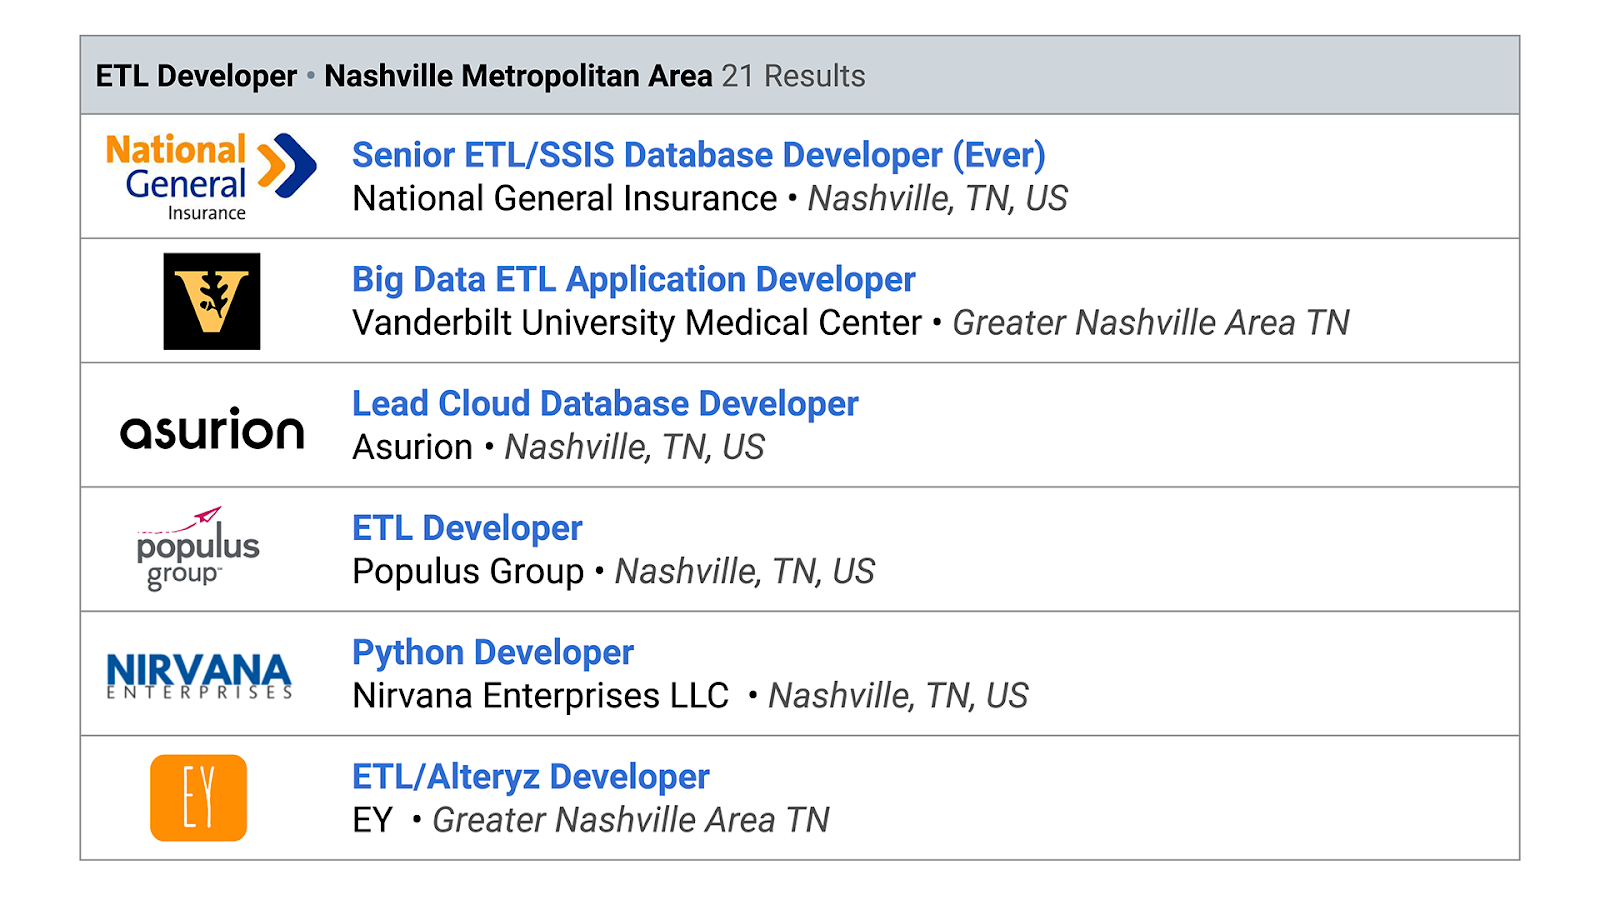 ETL Developer • Nashville Metropolitan Area 21 Results
National
General
Insurance
Senior ETL/SSIS Database Developer (Ever)
National General Insurance • Nashville, TN, US
V
Big Data ETL Application Developer
Vanderbilt University Medical Center • Greater Nashville Area TN
asurion
Lead Cloud Database Developer
Asurion • Nashville, TN, US
populus
group™
ETL Developer
Populus Group • Nashville, TN, US
NIRVANA
ENTERPRISES
Python Developer
Nirvana Enterprises LLC • Nashville, TN, US
EY
ETL/Alteryz Developer
EY • Greater Nashville Area TN